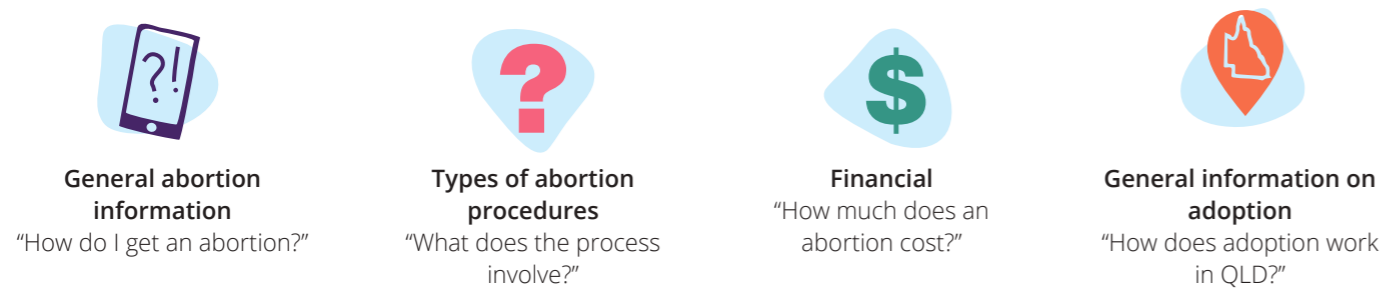 ?!
?
$
General abortion
information
“How do I get an abortion?”
Types of abortion
procedures
“What does the process
involve?”
Financial
“How much does an
abortion cost?”
General information on
adoption
“How does adoption work
in QLD?”